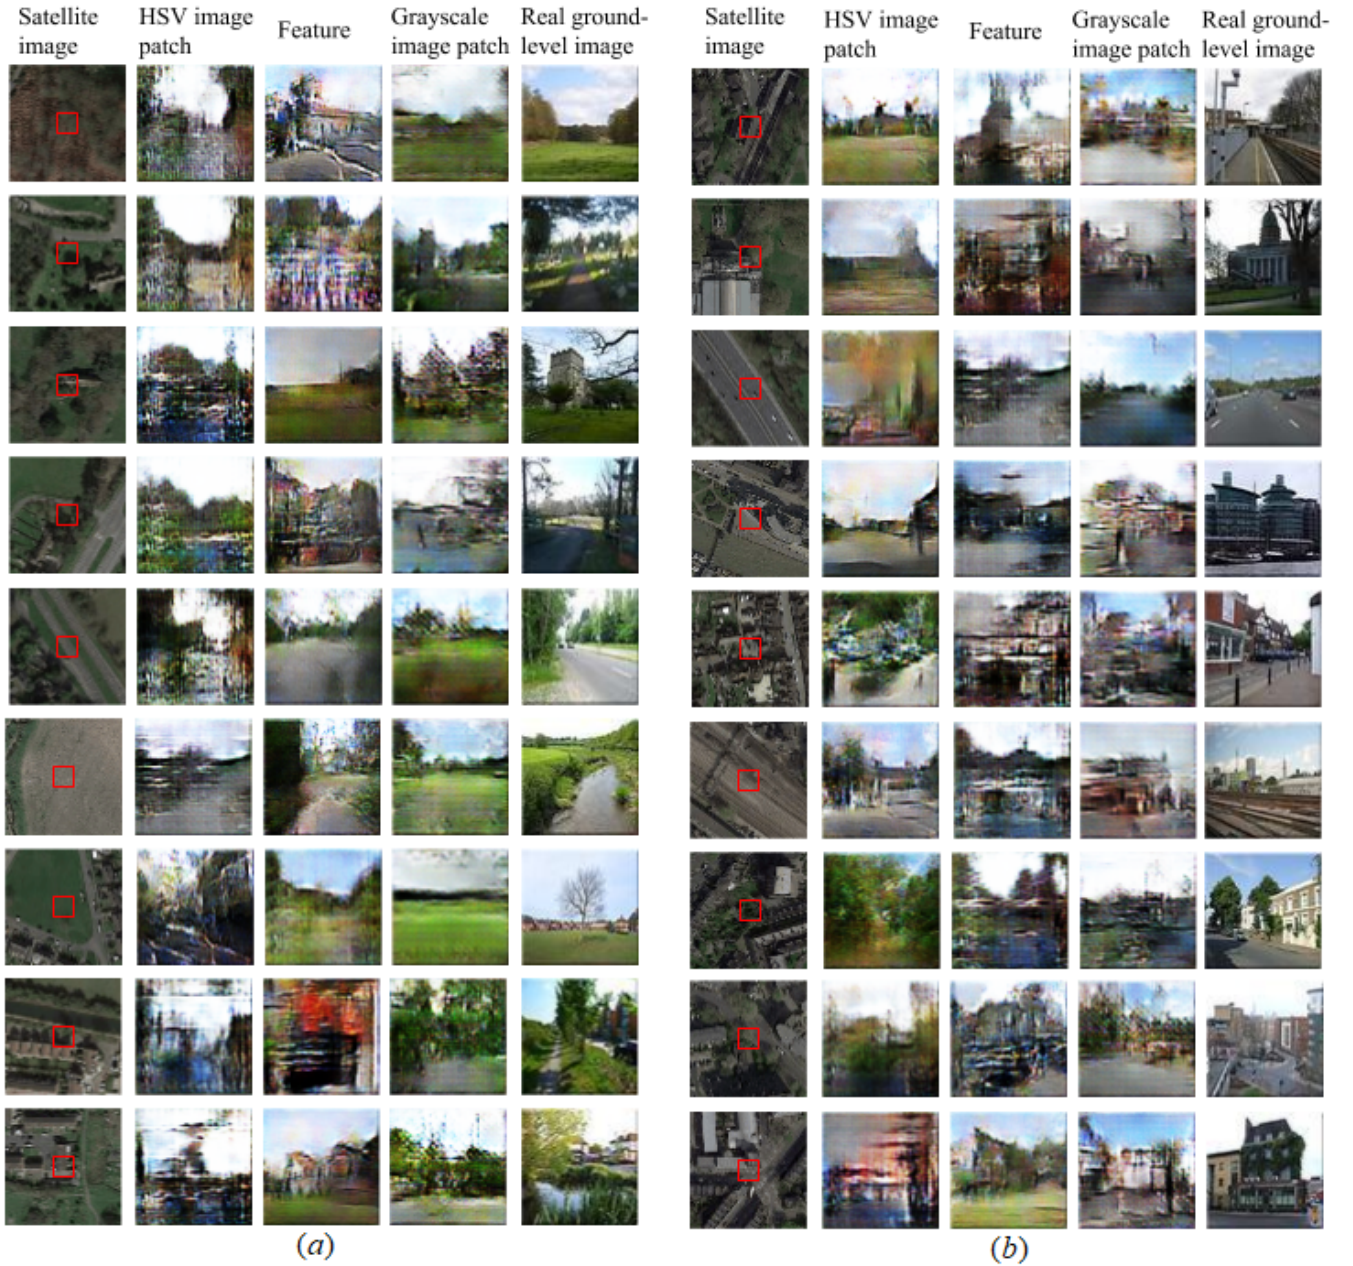 Satellite image
HSV image patch
Feature
Grayscale image patch
Real ground-level image
Satellite image
HSV image patch
Feature
Grayscale image patch
Real ground-level image
(a)
(b)